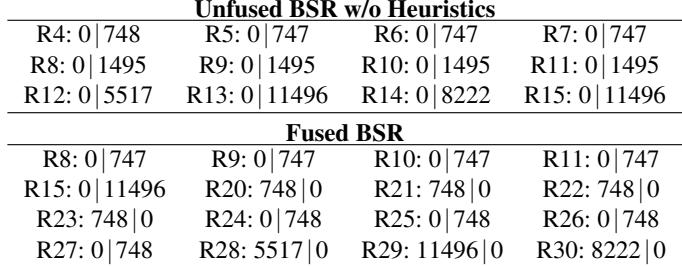 Unfused BSR w/o Heuristics
R4: 0|748 R5: 0|747 R6: 0|747 R7: 0|747
R8: 0|1495 R9: 0|1495 R10: 0|1495 R11: 0|1495
R12: 0|5517 R13: 0|11496 R14: 0|8222 R15: 0|11496
Fused BSR
R8: 0|747 R9: 0|747 R10: 0|747 R11: 0|747
R15: 0|11496 R20: 748|0 R21: 748|0 R22: 748|0
R23: 748|0 R24: 0|748 R25: 0|748 R26: 0|748
R27: 0|748 R28: 5517|0 R29: 11496|0 R30: 8222|0